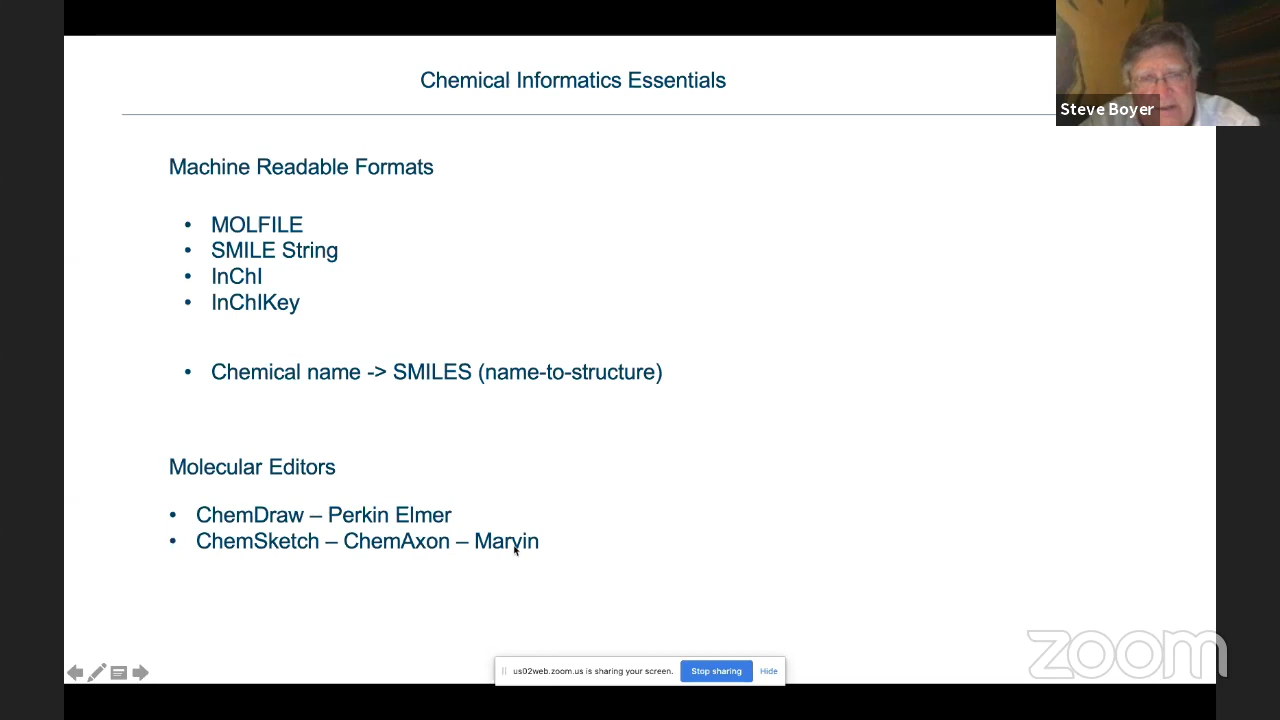 Chemical Informatics Essentials
Steve Boyer
Machine Readable Formats
• MOLFILE
• SMILE String
• InChI
• InChIKey
• Chemical name -> SMILES (name-to-structure)
Molecular Editors
• ChemDraw – Perkin Elmer
• ChemSketch – ChemAxon – Marvin
zoom
us02web.zoom.us is sharing your screen. Stop sharing Hide